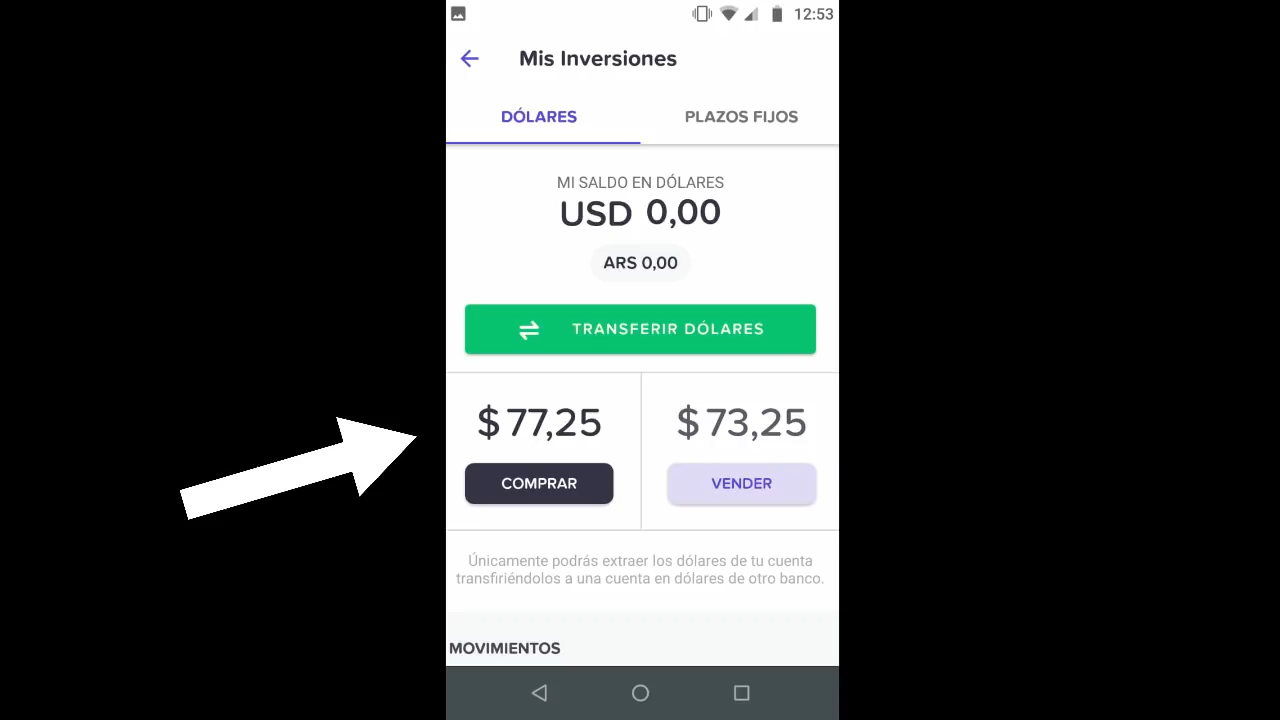 12:53
Mis Inversiones
DÓLARES PLAZOS FIJOS
MI SALDO EN DÓLARES
USD 0,00
ARS 0,00
TRANSFERIR DÓLARES
$ 77,25 $ 73,25
COMPRAR VENDER
Únicamente podrás extraer los dólares de tu cuenta
transfiriéndolos a una cuenta en dólares de otro banco.
MOVIMIENTOS